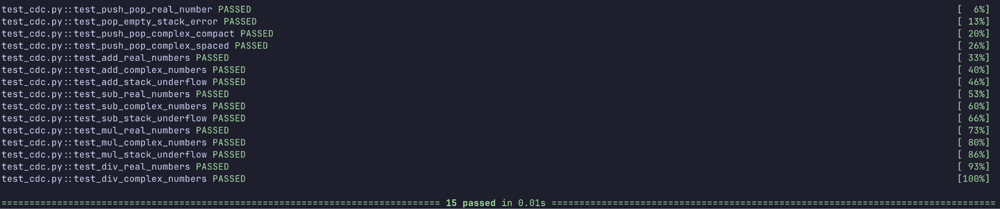 test_cdc.py::test_push_pop_real_number PASSED [  6%]
test_cdc.py::test_pop_empty_stack_error PASSED [ 13%]
test_cdc.py::test_push_pop_complex_compact PASSED [ 20%]
test_cdc.py::test_push_pop_complex_spaced PASSED [ 26%]
test_cdc.py::test_add_real_numbers PASSED [ 33%]
test_cdc.py::test_add_complex_numbers PASSED [ 40%]
test_cdc.py::test_add_stack_underflow PASSED [ 46%]
test_cdc.py::test_sub_real_numbers PASSED [ 53%]
test_cdc.py::test_sub_complex_numbers PASSED [ 60%]
test_cdc.py::test_sub_stack_underflow PASSED [ 66%]
test_cdc.py::test_mul_real_numbers PASSED [ 73%]
test_cdc.py::test_mul_complex_numbers PASSED [ 80%]
test_cdc.py::test_mul_stack_underflow PASSED [ 86%]
test_cdc.py::test_div_real_numbers PASSED [ 93%]
test_cdc.py::test_div_complex_numbers PASSED [100%]
=============================================================================== 15 passed in 0.01s ================================================================================